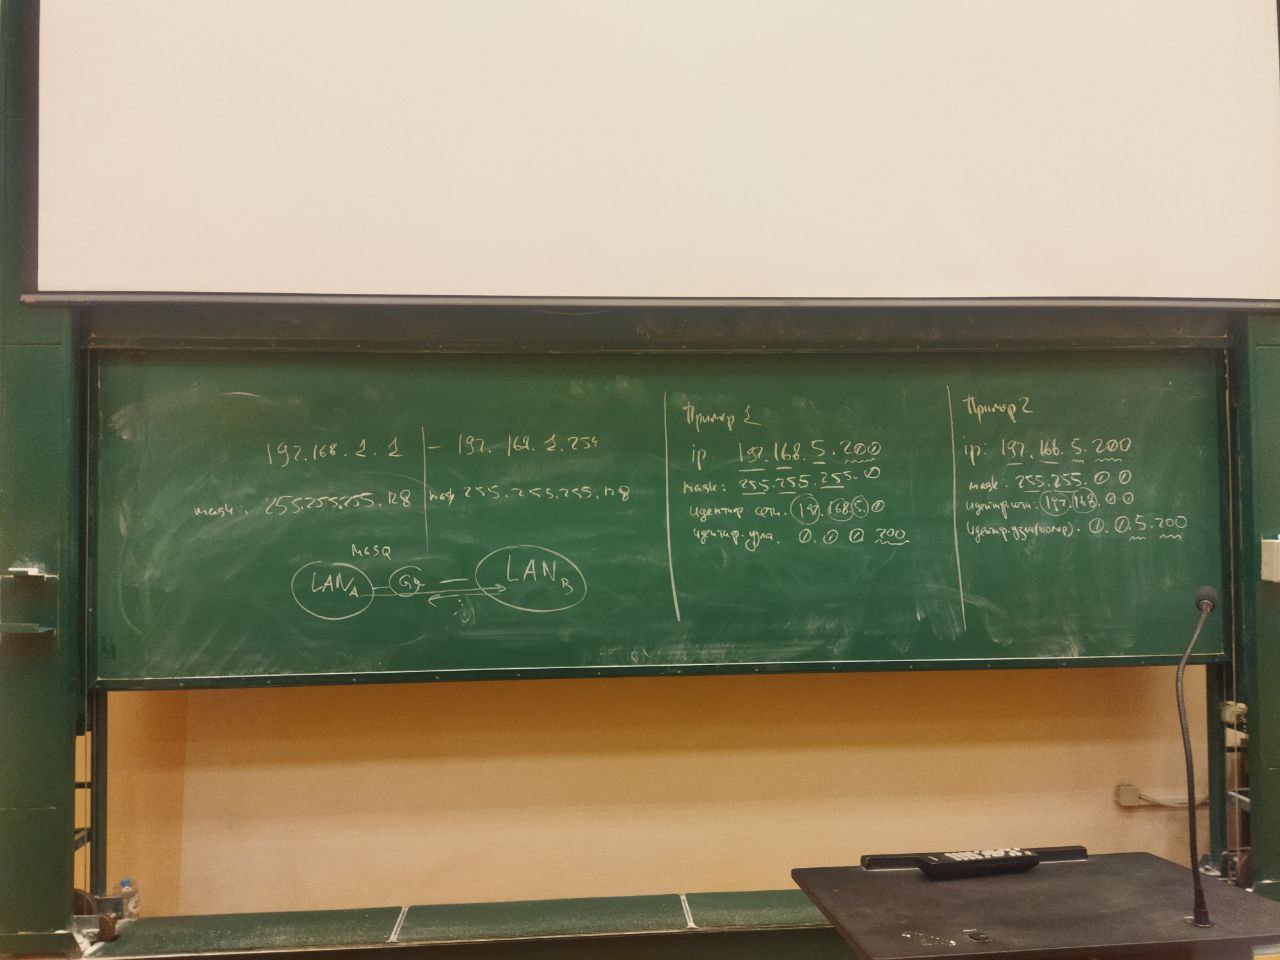 192.168.1.1 - 192.168.1.254
mask: 255.255.255.128 mask 255.255.255.128
MASQ
LAN A GW LAN B
Пример 1
ip: 192.168.5.200
mask: 255.255.255.0
Идентиф. сети: 192.168.5.0
Идентиф. узла: 0.0.0 200
Пример 2
ip: 192.168.5.200
mask: 255.255.0.0
Идентиф. сети: 192.168.0 0
Идентиф. узла (номер): 0.0.5.200